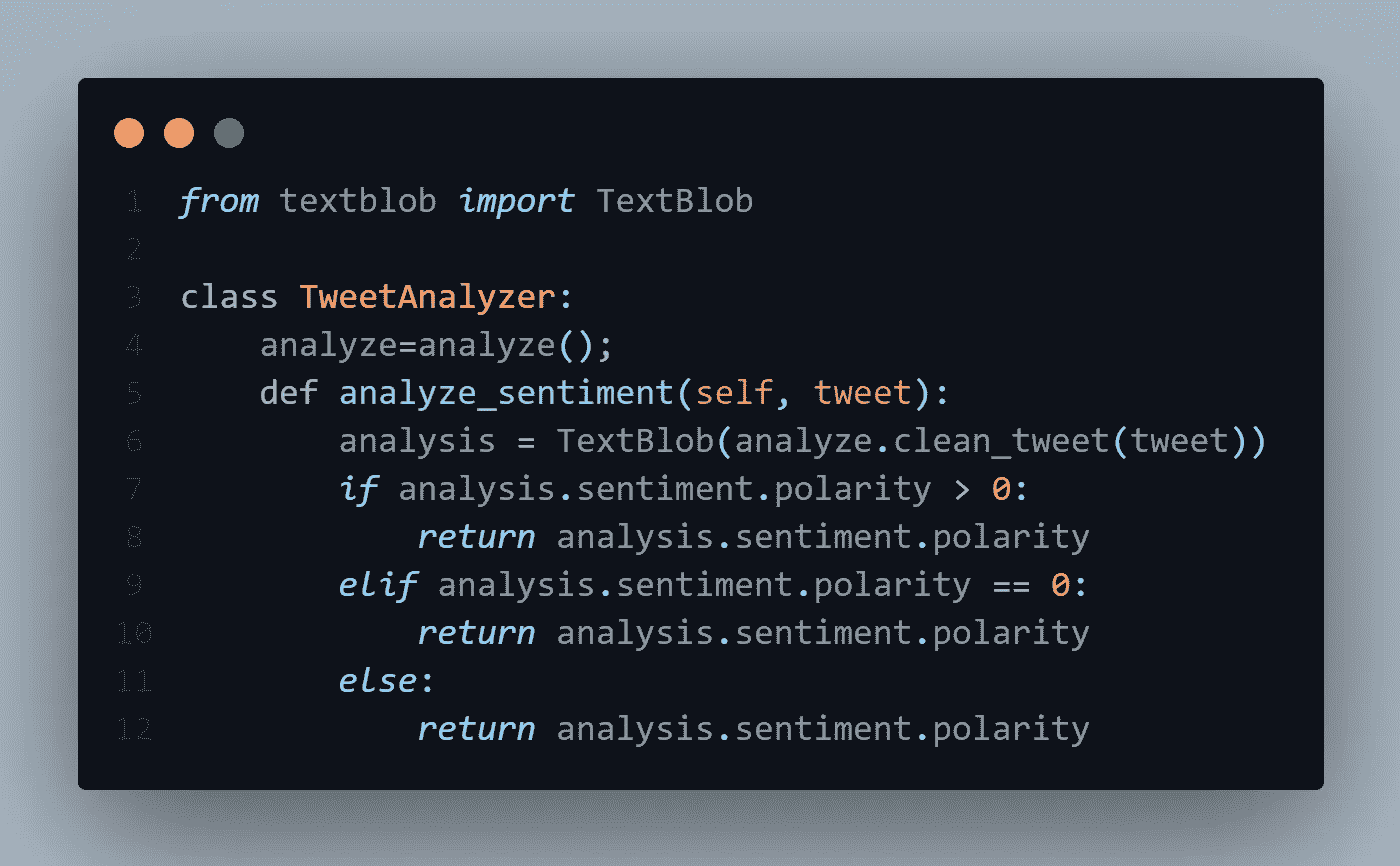 1 from textblob import TextBlob
2
3 class TweetAnalyzer:
4     analyze=analyze();
5     def analyze_sentiment(self, tweet):
6         analysis = TextBlob(analyze.clean_tweet(tweet))
7         if analysis.sentiment.polarity > 0:
8             return analysis.sentiment.polarity
9         elif analysis.sentiment.polarity == 0:
10             return analysis.sentiment.polarity
11         else:
12             return analysis.sentiment.polarity